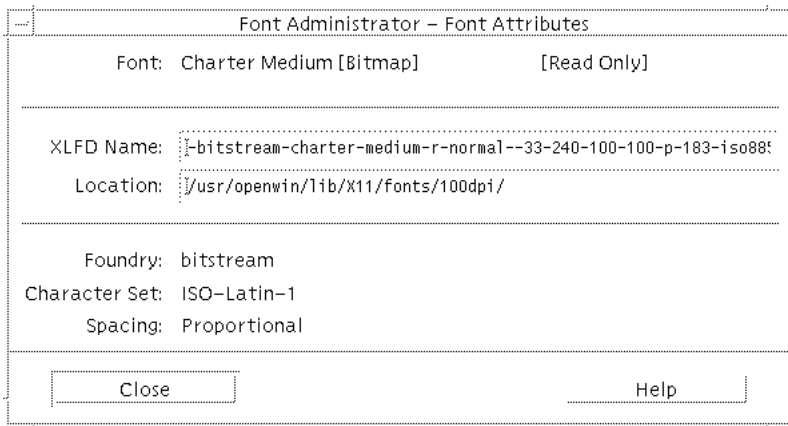 Font Administrator – Font Attributes
Font: Charter Medium [Bitmap] [Read Only]
XLFD Name: -bitstream-charter-medium-r-normal--33-240-100-100-p-183-iso885
Location: /usr/openwin/lib/X11/fonts/100dpi/
Foundry: bitstream
Character Set: ISO–Latin–1
Spacing: Proportional
Close Help